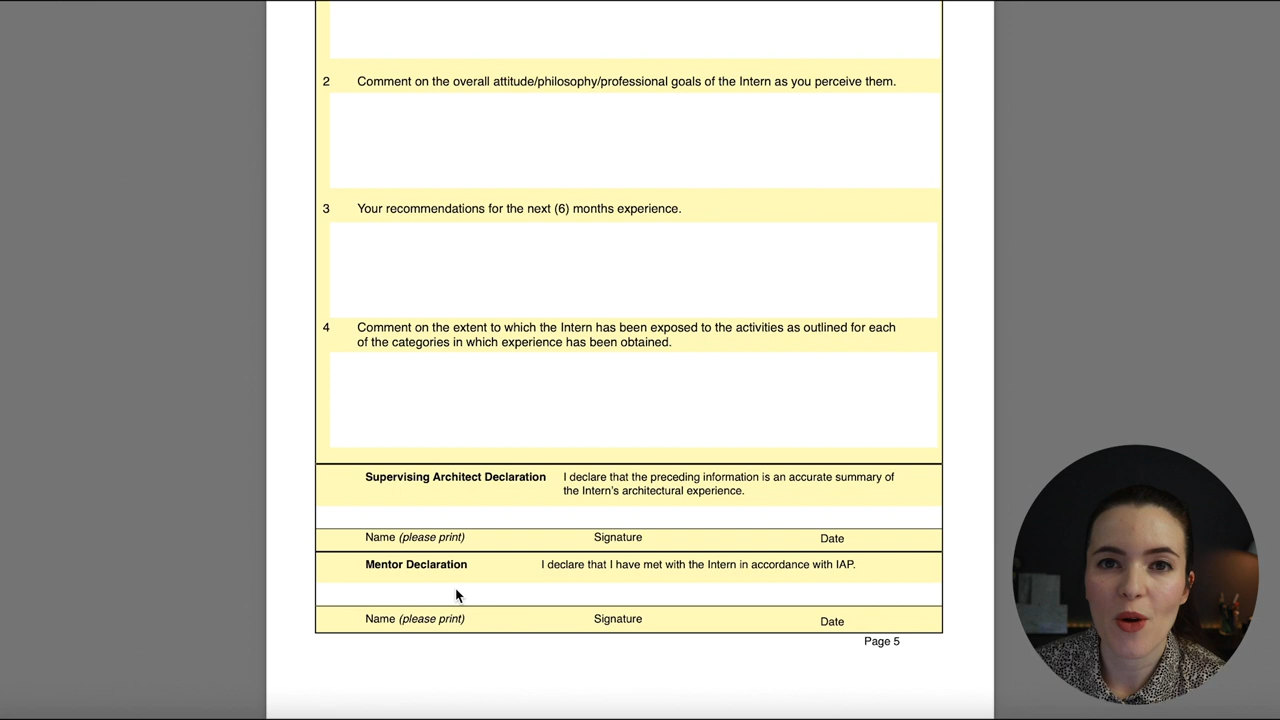 2 Comment on the overall attitude/philosophy/professional goals of the Intern as you perceive them.
3 Your recommendations for the next (6) months experience.
4 Comment on the extent to which the Intern has been exposed to the activities as outlined for each
of the categories in which experience has been obtained.
Supervising Architect Declaration I declare that the preceding information is an accurate summary of
the Intern's architectural experience.
Name (please print) Signature Date
Mentor Declaration I declare that I have met with the Intern in accordance with IAP.
Name (please print) Signature Date
Page 5